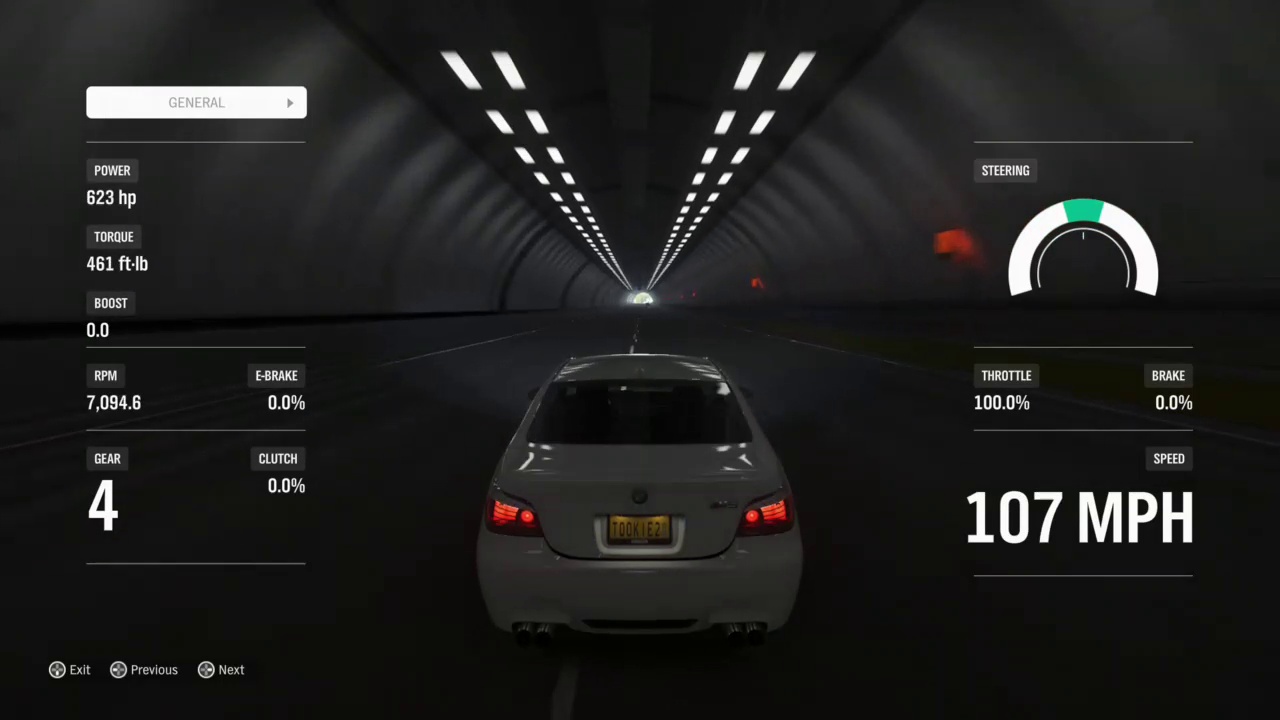 GENERAL
POWER
623 hp
TORQUE
461 ft·lb
BOOST
0.0
RPM
E-BRAKE
7,094.6
0.0%
GEAR
CLUTCH
4
0.0%
STEERING
THROTTLE
BRAKE
100.0%
0.0%
SPEED
107 MPH
TOOKIE2
Exit
Previous
Next